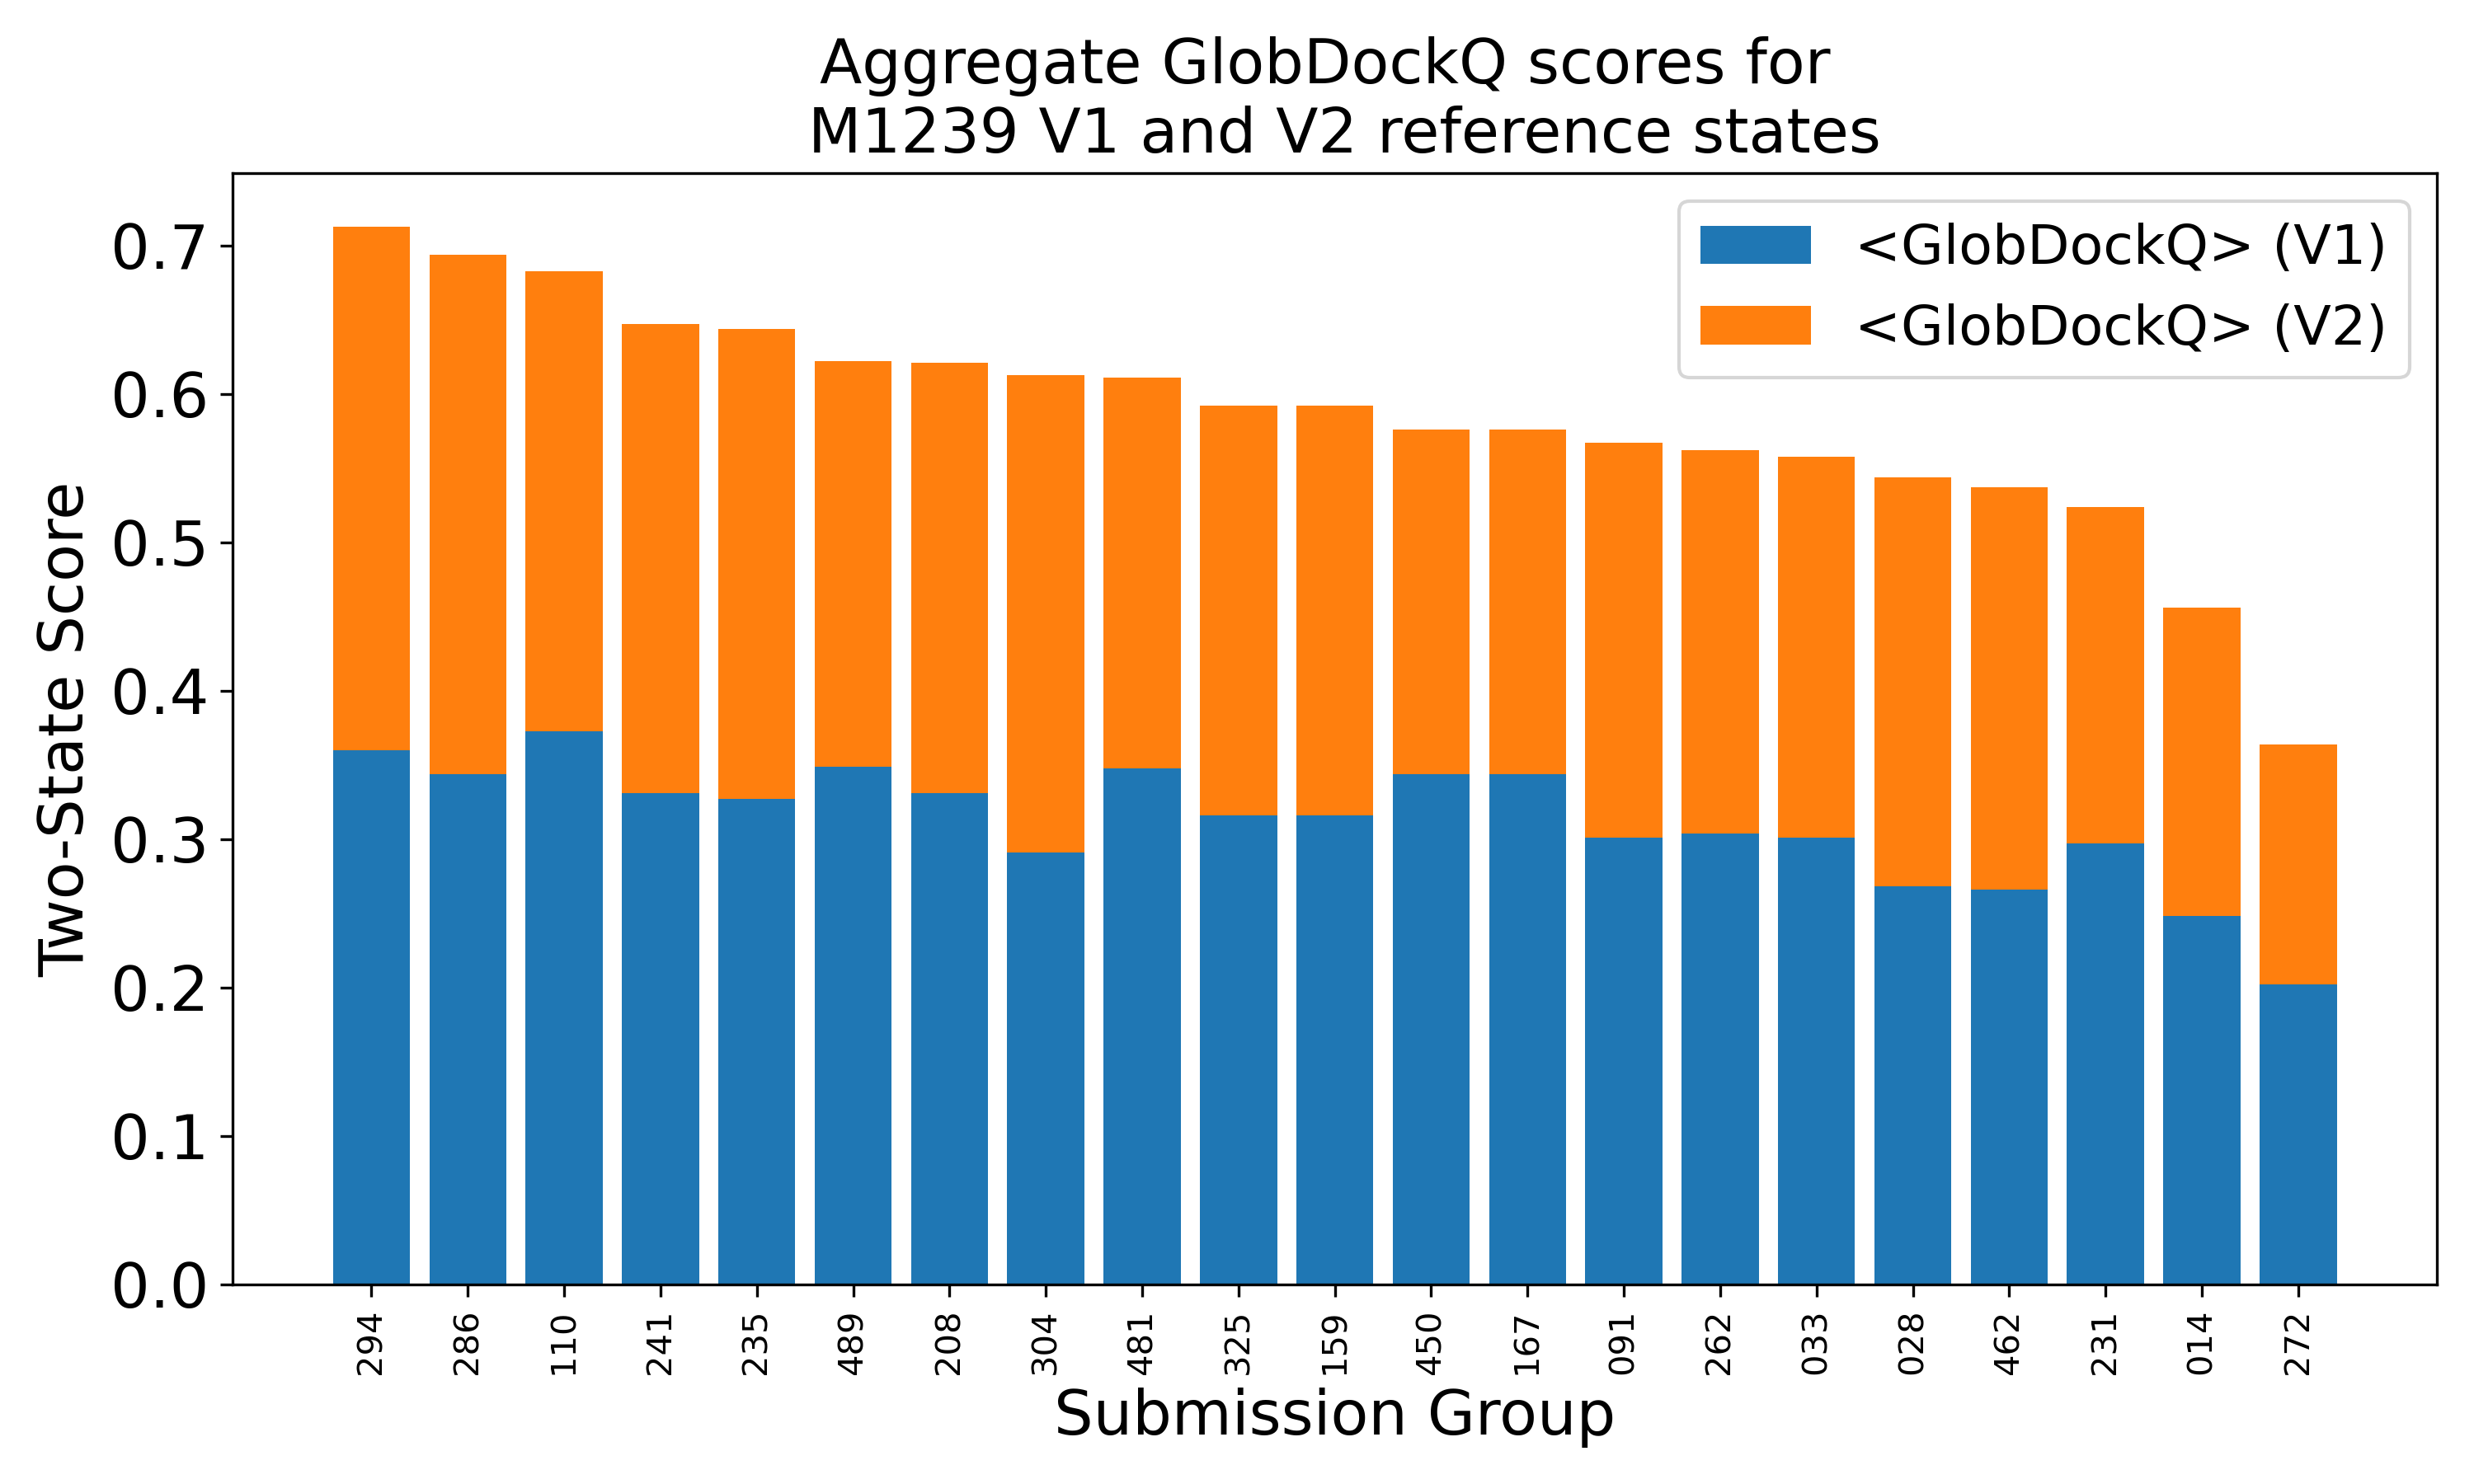 Aggregate GlobDockQ scores for
M1239 V1 and V2 reference states
<GlobDockQ> (V1)
<GlobDockQ> (V2)
Two-State Score
0.7
0.6
0.5
0.4
0.3
0.2
0.1
0.0
294 286 110 241 235 489 208 304 481 325 159 450 167 091 262 033 028 462 231 014 272
Submission Group